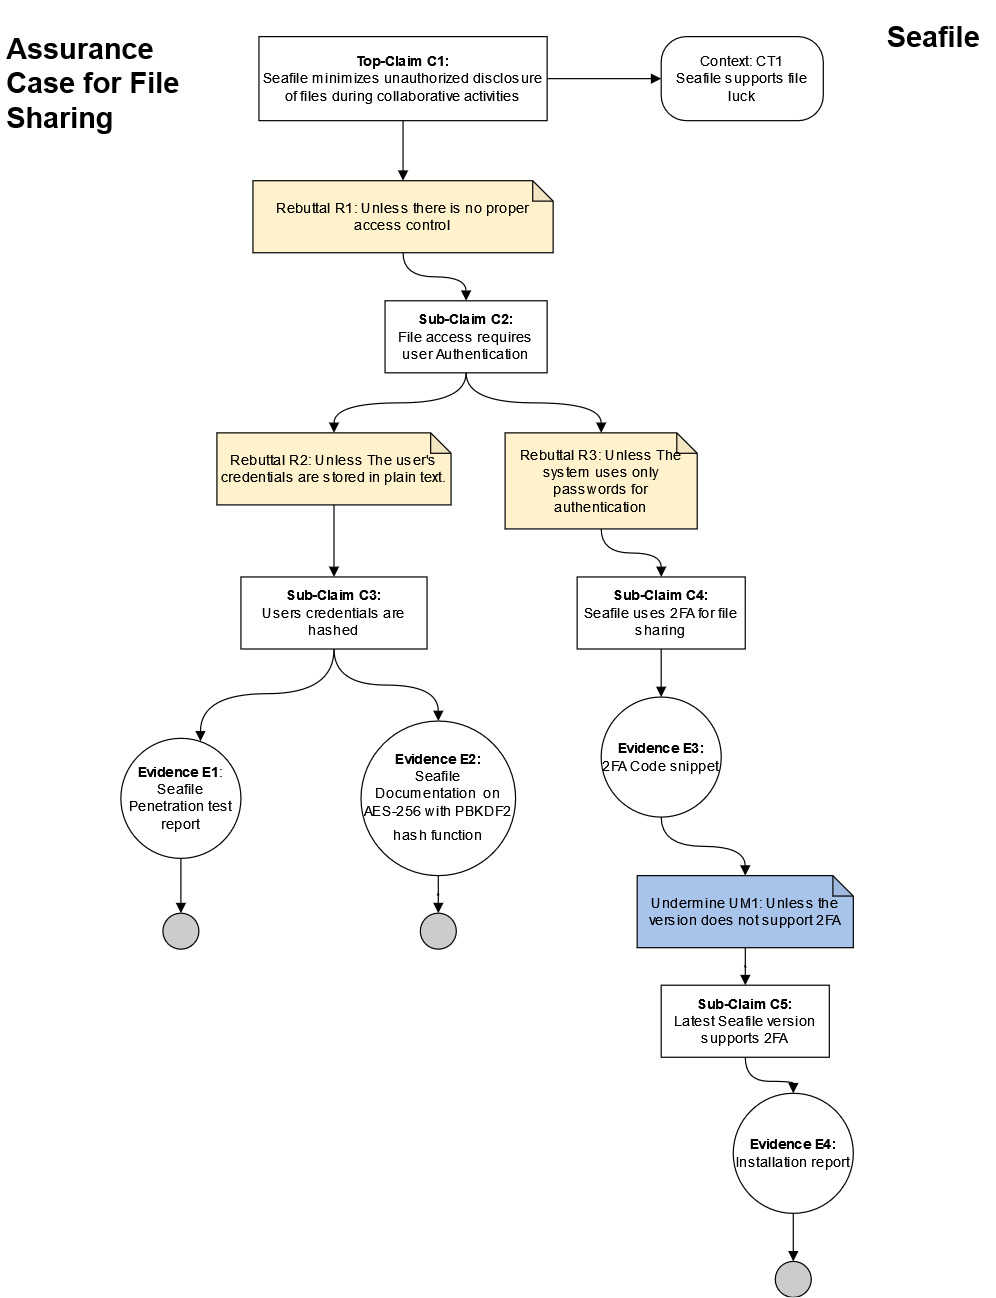 Assurance
Case for File
Sharing
Seafile
Top-Claim C1:
Seafile minimizes unauthorized disclosure
of files during collaborative activities
Context: CT1
Seafile supports file
luck
Rebuttal R1: Unless there is no proper
access control
Sub-Claim C2:
File access requires
user Authentication
Rebuttal R2: Unless The user's
credentials are stored in plain text.
Rebuttal R3: Unless The
system uses only
passwords for
authentication
Sub-Claim C3:
Users credentials are
hashed
Sub-Claim C4:
Seafile uses 2FA for file
sharing
Evidence E1:
Seafile
Penetration test
report
Evidence E2:
Seafile
Documentation on
AES-256 with PBKDF2
hash function
Evidence E3:
2FA Code snippet
Undermine UM1: Unless the
version does not support 2FA
Sub-Claim C5:
Latest Seafile version
supports 2FA
Evidence E4:
Installation report